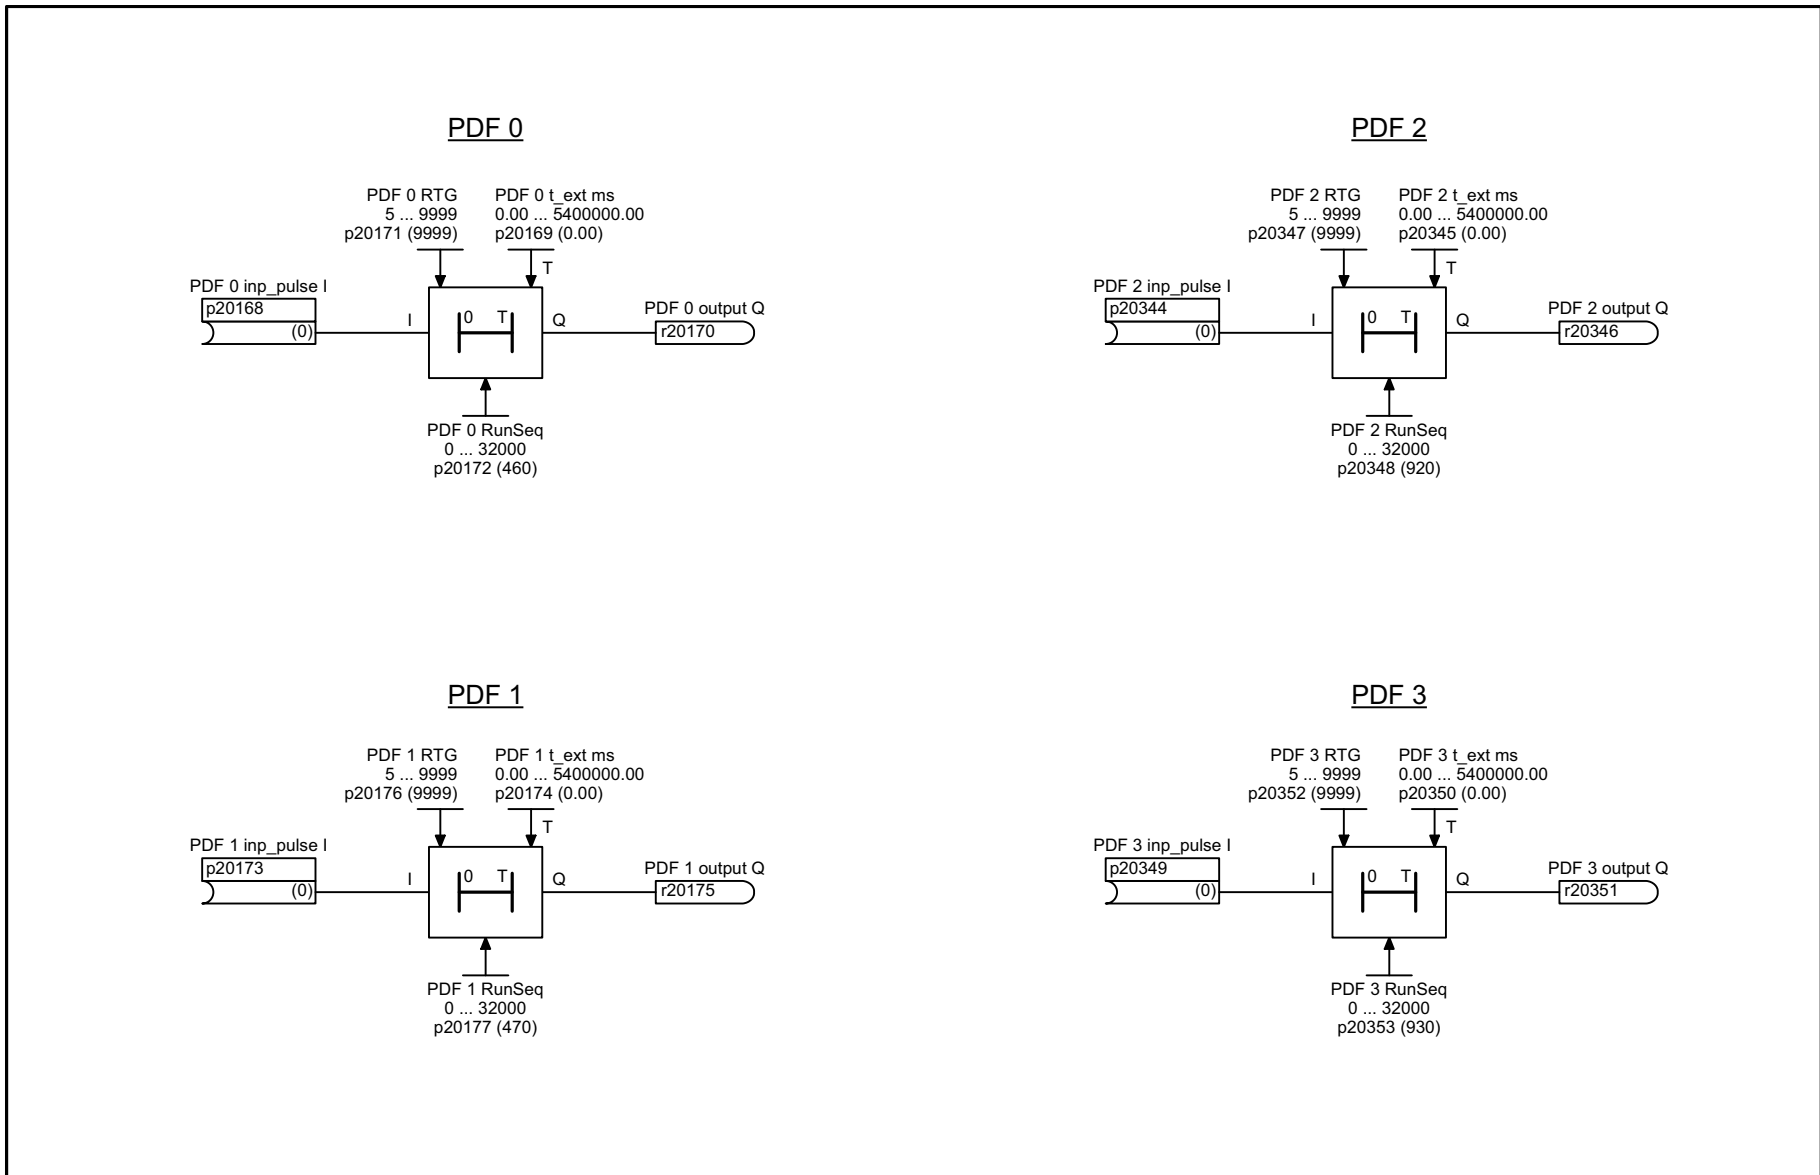 PDF 0
PDF 0 RTG
5 ... 9999
p20171 (9999)
PDF 0 t_ext ms
0.00 ... 5400000.00
p20169 (0.00)
T
PDF 0 inp_pulse I
p20168
(0)
I
0 T
Q
PDF 0 output Q
r20170
PDF 0 RunSeq
0 ... 32000
p20172 (460)
PDF 2
PDF 2 RTG
5 ... 9999
p20347 (9999)
PDF 2 t_ext ms
0.00 ... 5400000.00
p20345 (0.00)
T
PDF 2 inp_pulse I
p20344
(0)
I
0 T
Q
PDF 2 output Q
r20346
PDF 2 RunSeq
0 ... 32000
p20348 (920)
PDF 1
PDF 1 RTG
5 ... 9999
p20176 (9999)
PDF 1 t_ext ms
0.00 ... 5400000.00
p20174 (0.00)
T
PDF 1 inp_pulse I
p20173
(0)
I
0 T
Q
PDF 1 output Q
r20175
PDF 1 RunSeq
0 ... 32000
p20177 (470)
PDF 3
PDF 3 RTG
5 ... 9999
p20352 (9999)
PDF 3 t_ext ms
0.00 ... 5400000.00
p20350 (0.00)
T
PDF 3 inp_pulse I
p20349
(0)
I
0 T
Q
PDF 3 output Q
r20351
PDF 3 RunSeq
0 ... 32000
p20353 (930)